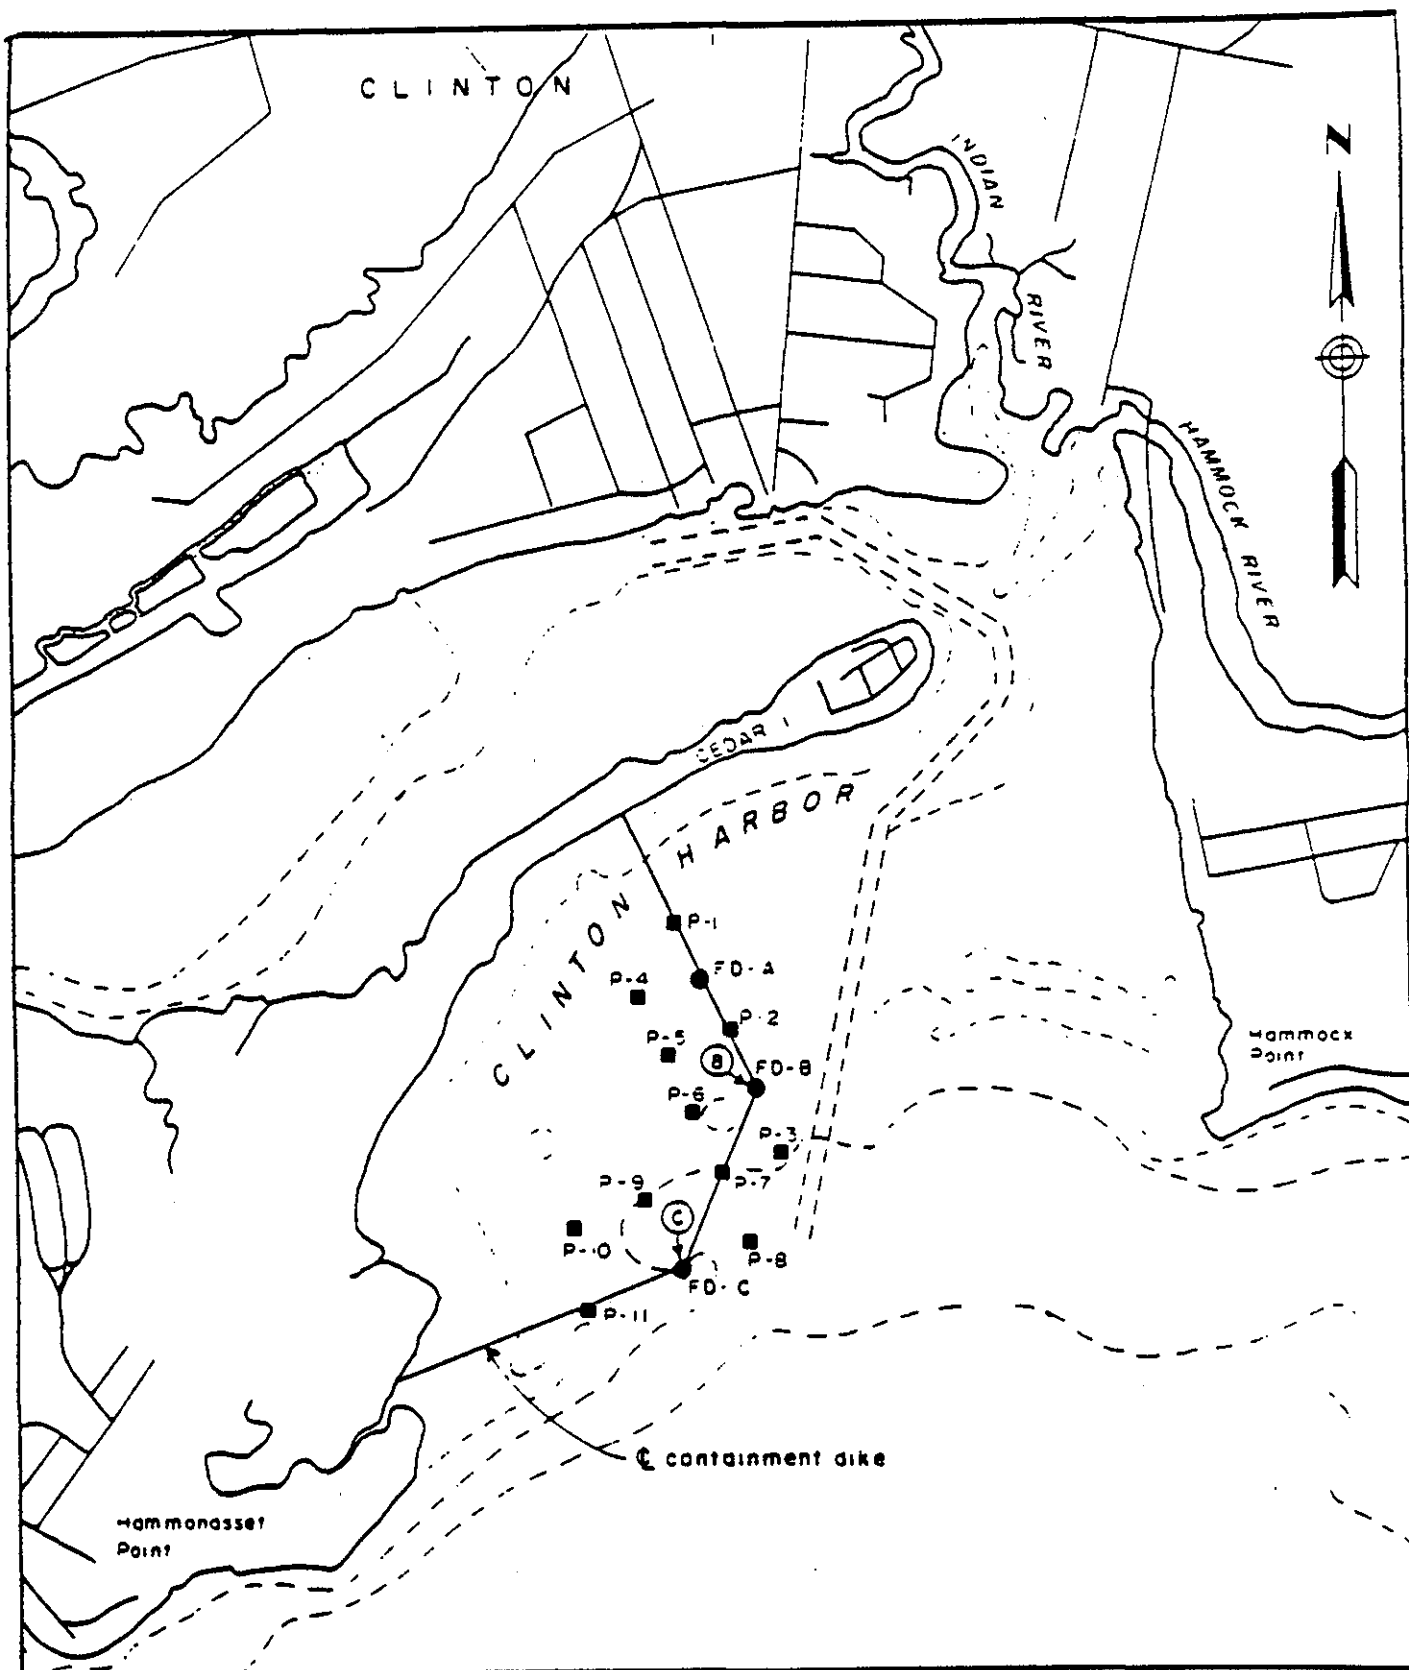 CLINTON
N
INDIAN
RIVER
HAMMOCK RIVER
CEDAR I
CLINTON HARBOR
P-1
FD-A
P-4
P-2
P-5
B
FD-B
P-6
P-3
P-7
P-9
C
P-10
P-8
FD-C
P-11
Hammock
Point
℄ containment dike
Hammonasset
Point